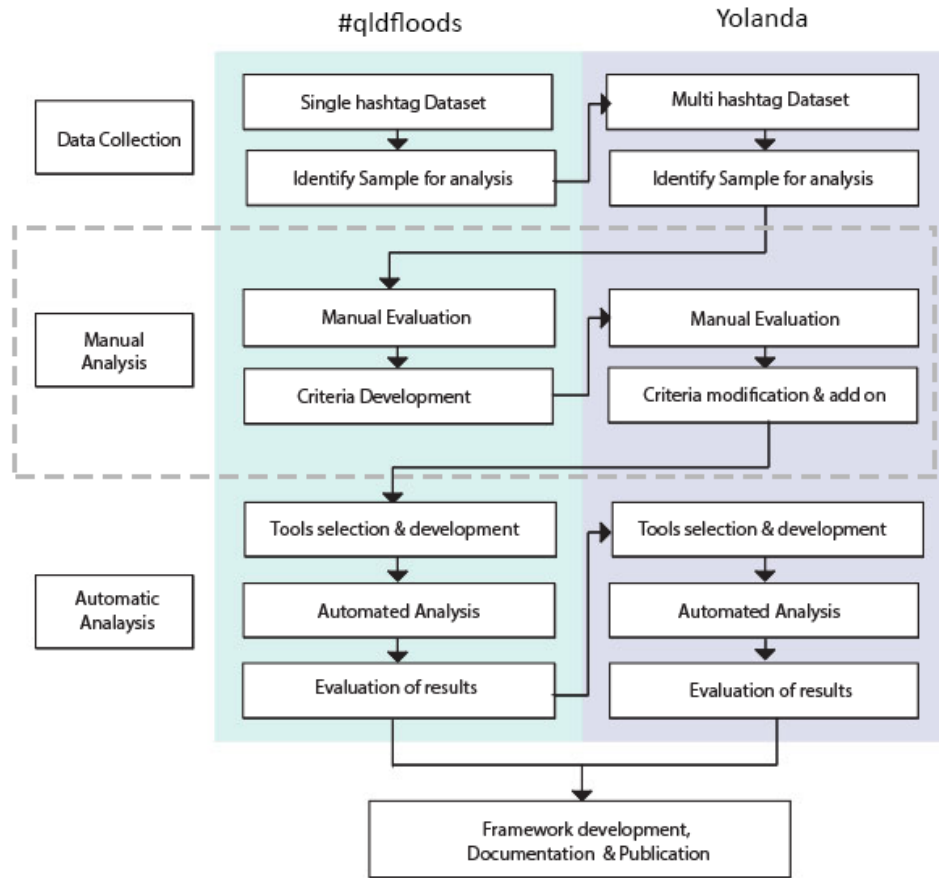 #qldfloods
Yolanda
Data Collection
Single hashtag Dataset
Multi hashtag Dataset
Identify Sample for analysis
Identify Sample for analysis
Manual
Analysis
Manual Evaluation
Manual Evaluation
Criteria Development
Criteria modification & add on
Automatic
Analaysis
Tools selection & development
Tools selection & development
Automated Analysis
Automated Analysis
Evaluation of results
Evaluation of results
Framework development,
Documentation & Publication